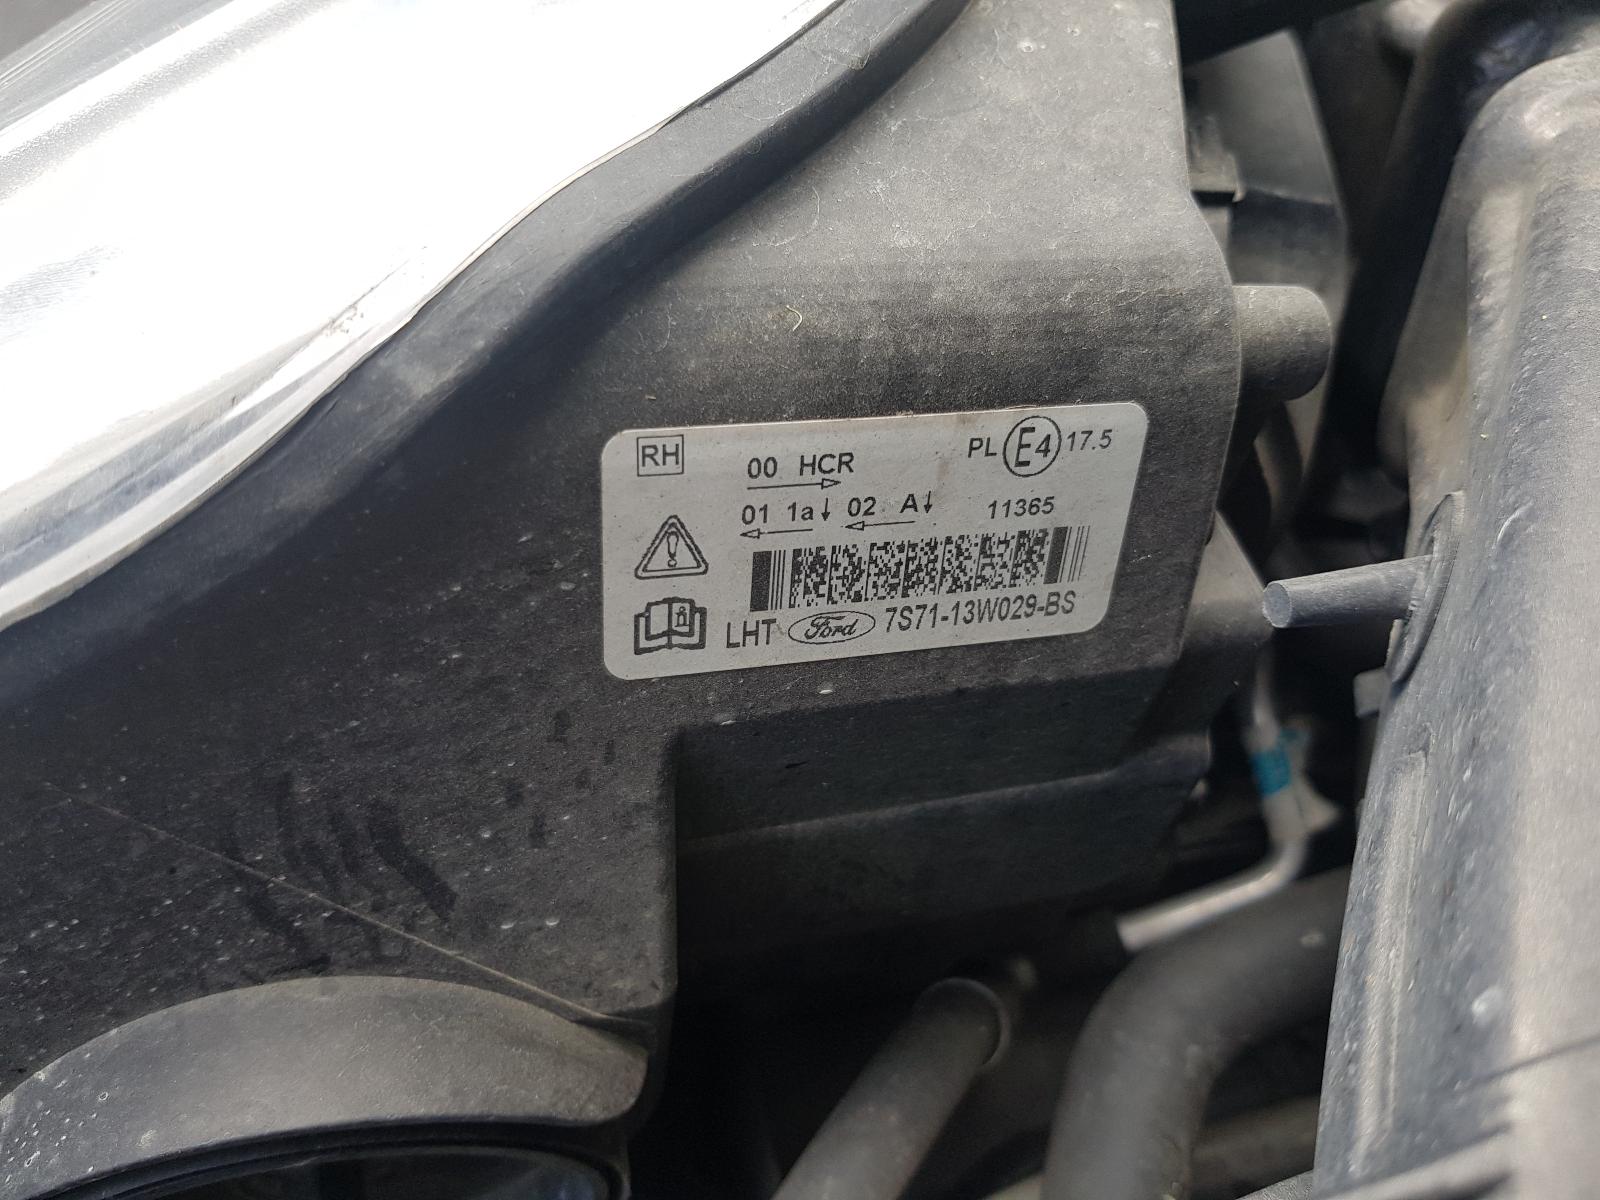 RH
00 HCR
PL E4 17.5
01 1a↓ 02 A↓
11365
LHT Ford 7S71-13W029-BS